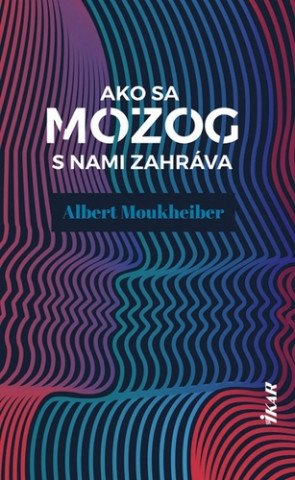 AKO SA
MOZOG
S NAMI ZAHRÁVA
Albert Moukheiber
IKAR